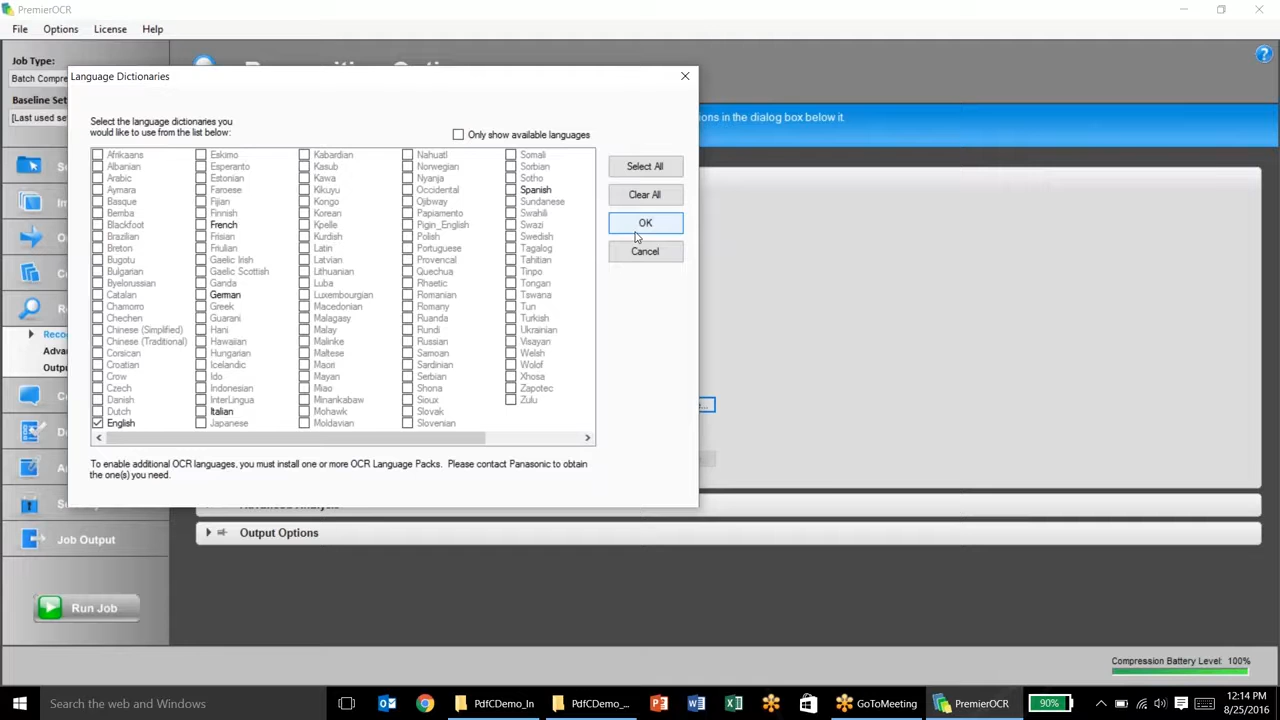 PremierOCR
File Options License Help
Job Type:
Batch Compre
Baseline Set
[Last used se
Language Dictionaries
Select the language dictionaries you
would like to use from the list below:
Only show available languages
Afrikaans
Albanian
Arabic
Aymara
Basque
Bemba
Blackfoot
Brazilian
Breton
Bugotu
Bulgarian
Byelorussian
Catalan
Chamorro
Chechen
Chinese (Simplified)
Chinese (Traditional)
Corsican
Croatian
Crow
Czech
Danish
Dutch
English
Eskimo
Esperanto
Estonian
Faroese
Fijian
Finnish
French
Frisian
Friulian
Gaelic Irish
Gaelic Scottish
Ganda
German
Greek
Guarani
Hani
Hawaiian
Hungarian
Icelandic
Ido
Indonesian
InterLingua
Italian
Japanese
Kabardian
Kasub
Kawa
Kikuyu
Kongo
Korean
Kpelle
Kurdish
Latin
Latvian
Lithuanian
Luba
Luxembourgian
Macedonian
Malagasy
Malay
Malinke
Maltese
Maori
Mayan
Miao
Minankabaw
Mohawk
Moldavian
Nahuatl
Norwegian
Nyanja
Occidental
Ojibway
Papiamento
Pigin_English
Polish
Portuguese
Provencal
Quechua
Rhaetic
Romanian
Romany
Ruanda
Rundi
Russian
Samoan
Sardinian
Serbian
Shona
Sioux
Slovak
Slovenian
Somali
Sorbian
Sotho
Spanish
Sundanese
Swahili
Swazi
Swedish
Tagalog
Tahitian
Tinpo
Tongan
Tswana
Tun
Turkish
Ukrainian
Visayan
Welsh
Wolof
Xhosa
Zapotec
Zulu
Select All
Clear All
OK
Cancel
To enable additional OCR languages, you must install one or more OCR Language Packs. Please contact Panasonic to obtain
the one(s) you need.
ions in the dialog box below it.
Reco
Advan
Outpu
Output Options
Job Output
Run Job
Compression Battery Level: 100%
Search the web and Windows
PdfCDemo_In
PdfCDemo_...
GoToMeeting
PremierOCR
90%
12:14 PM
8/25/2016